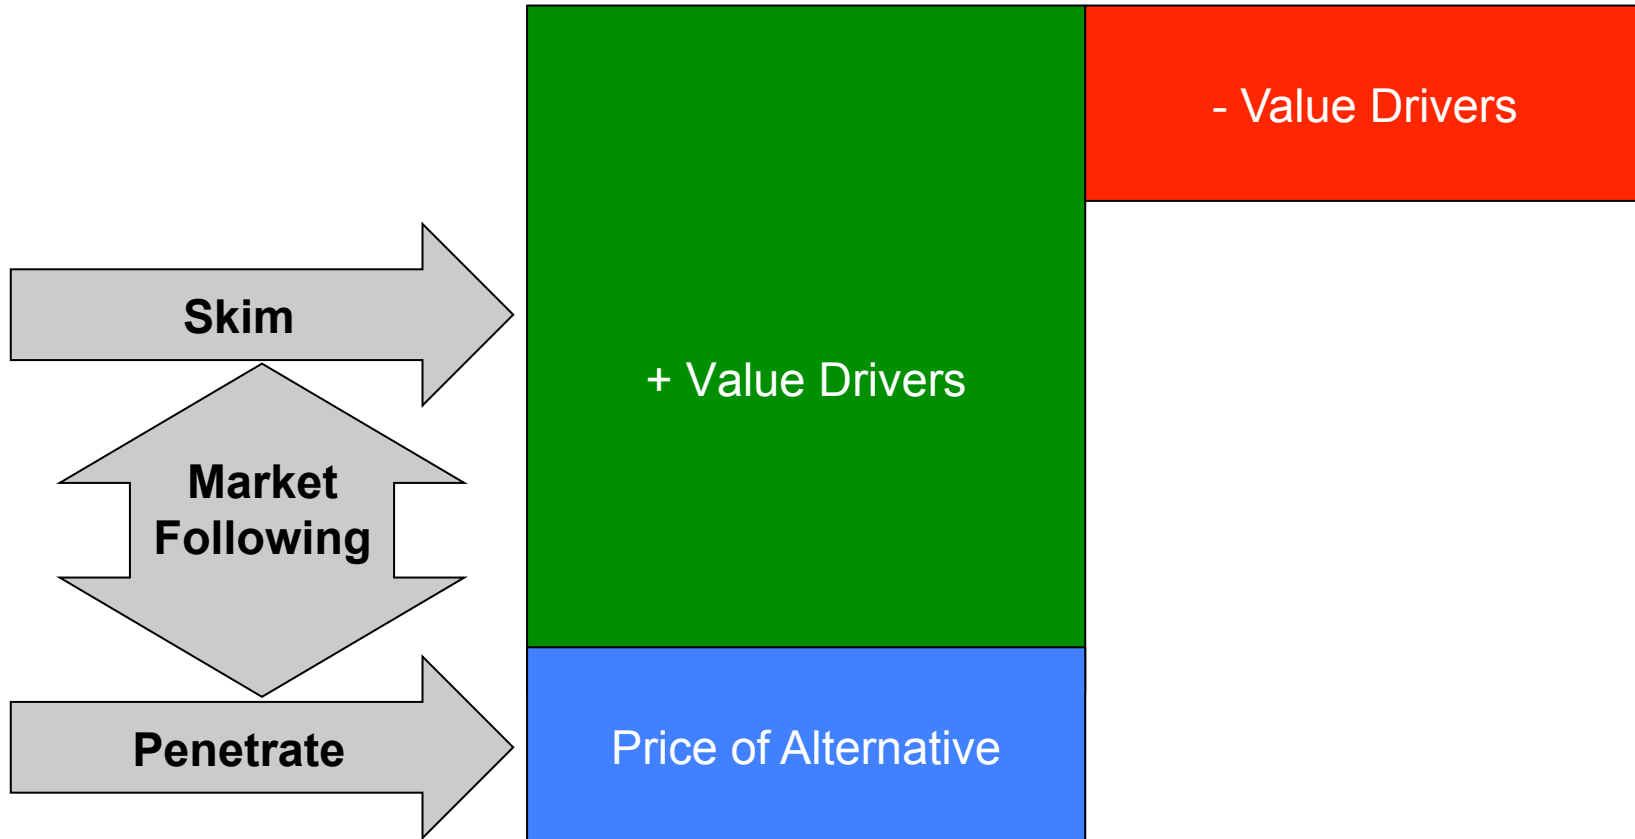 - Value Drivers
Skim
+ Value Drivers
Market
Following
Penetrate
Price of Alternative